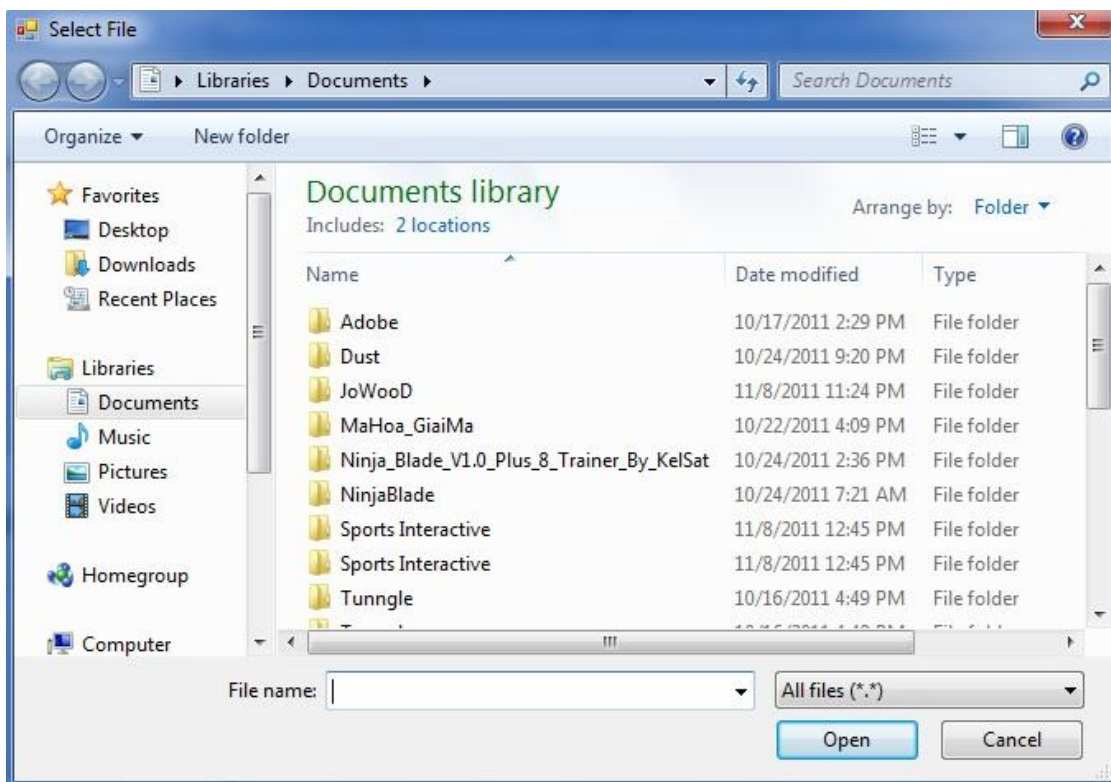 Select File
Libraries Documents
Search Documents
Organize
New folder
Favorites
Desktop
Downloads
Recent Places
Libraries
Documents
Music
Pictures
Videos
Homegroup
Computer
Documents library
Includes: 2 locations
Arrange by: Folder
Name Date modified Type
Adobe 10/17/2011 2:29 PM File folder
Dust 10/24/2011 9:20 PM File folder
JoWooD 11/8/2011 11:24 PM File folder
MaHoa_GiaiMa 10/22/2011 4:09 PM File folder
Ninja_Blade_V1.0_Plus_8_Trainer_By_KelSat 10/24/2011 2:36 PM File folder
NinjaBlade 10/24/2011 7:21 AM File folder
Sports Interactive 11/8/2011 12:45 PM File folder
Sports Interactive 11/8/2011 12:45 PM File folder
Tunngle 10/16/2011 4:49 PM File folder
File name:
All files (*.*)
Open
Cancel